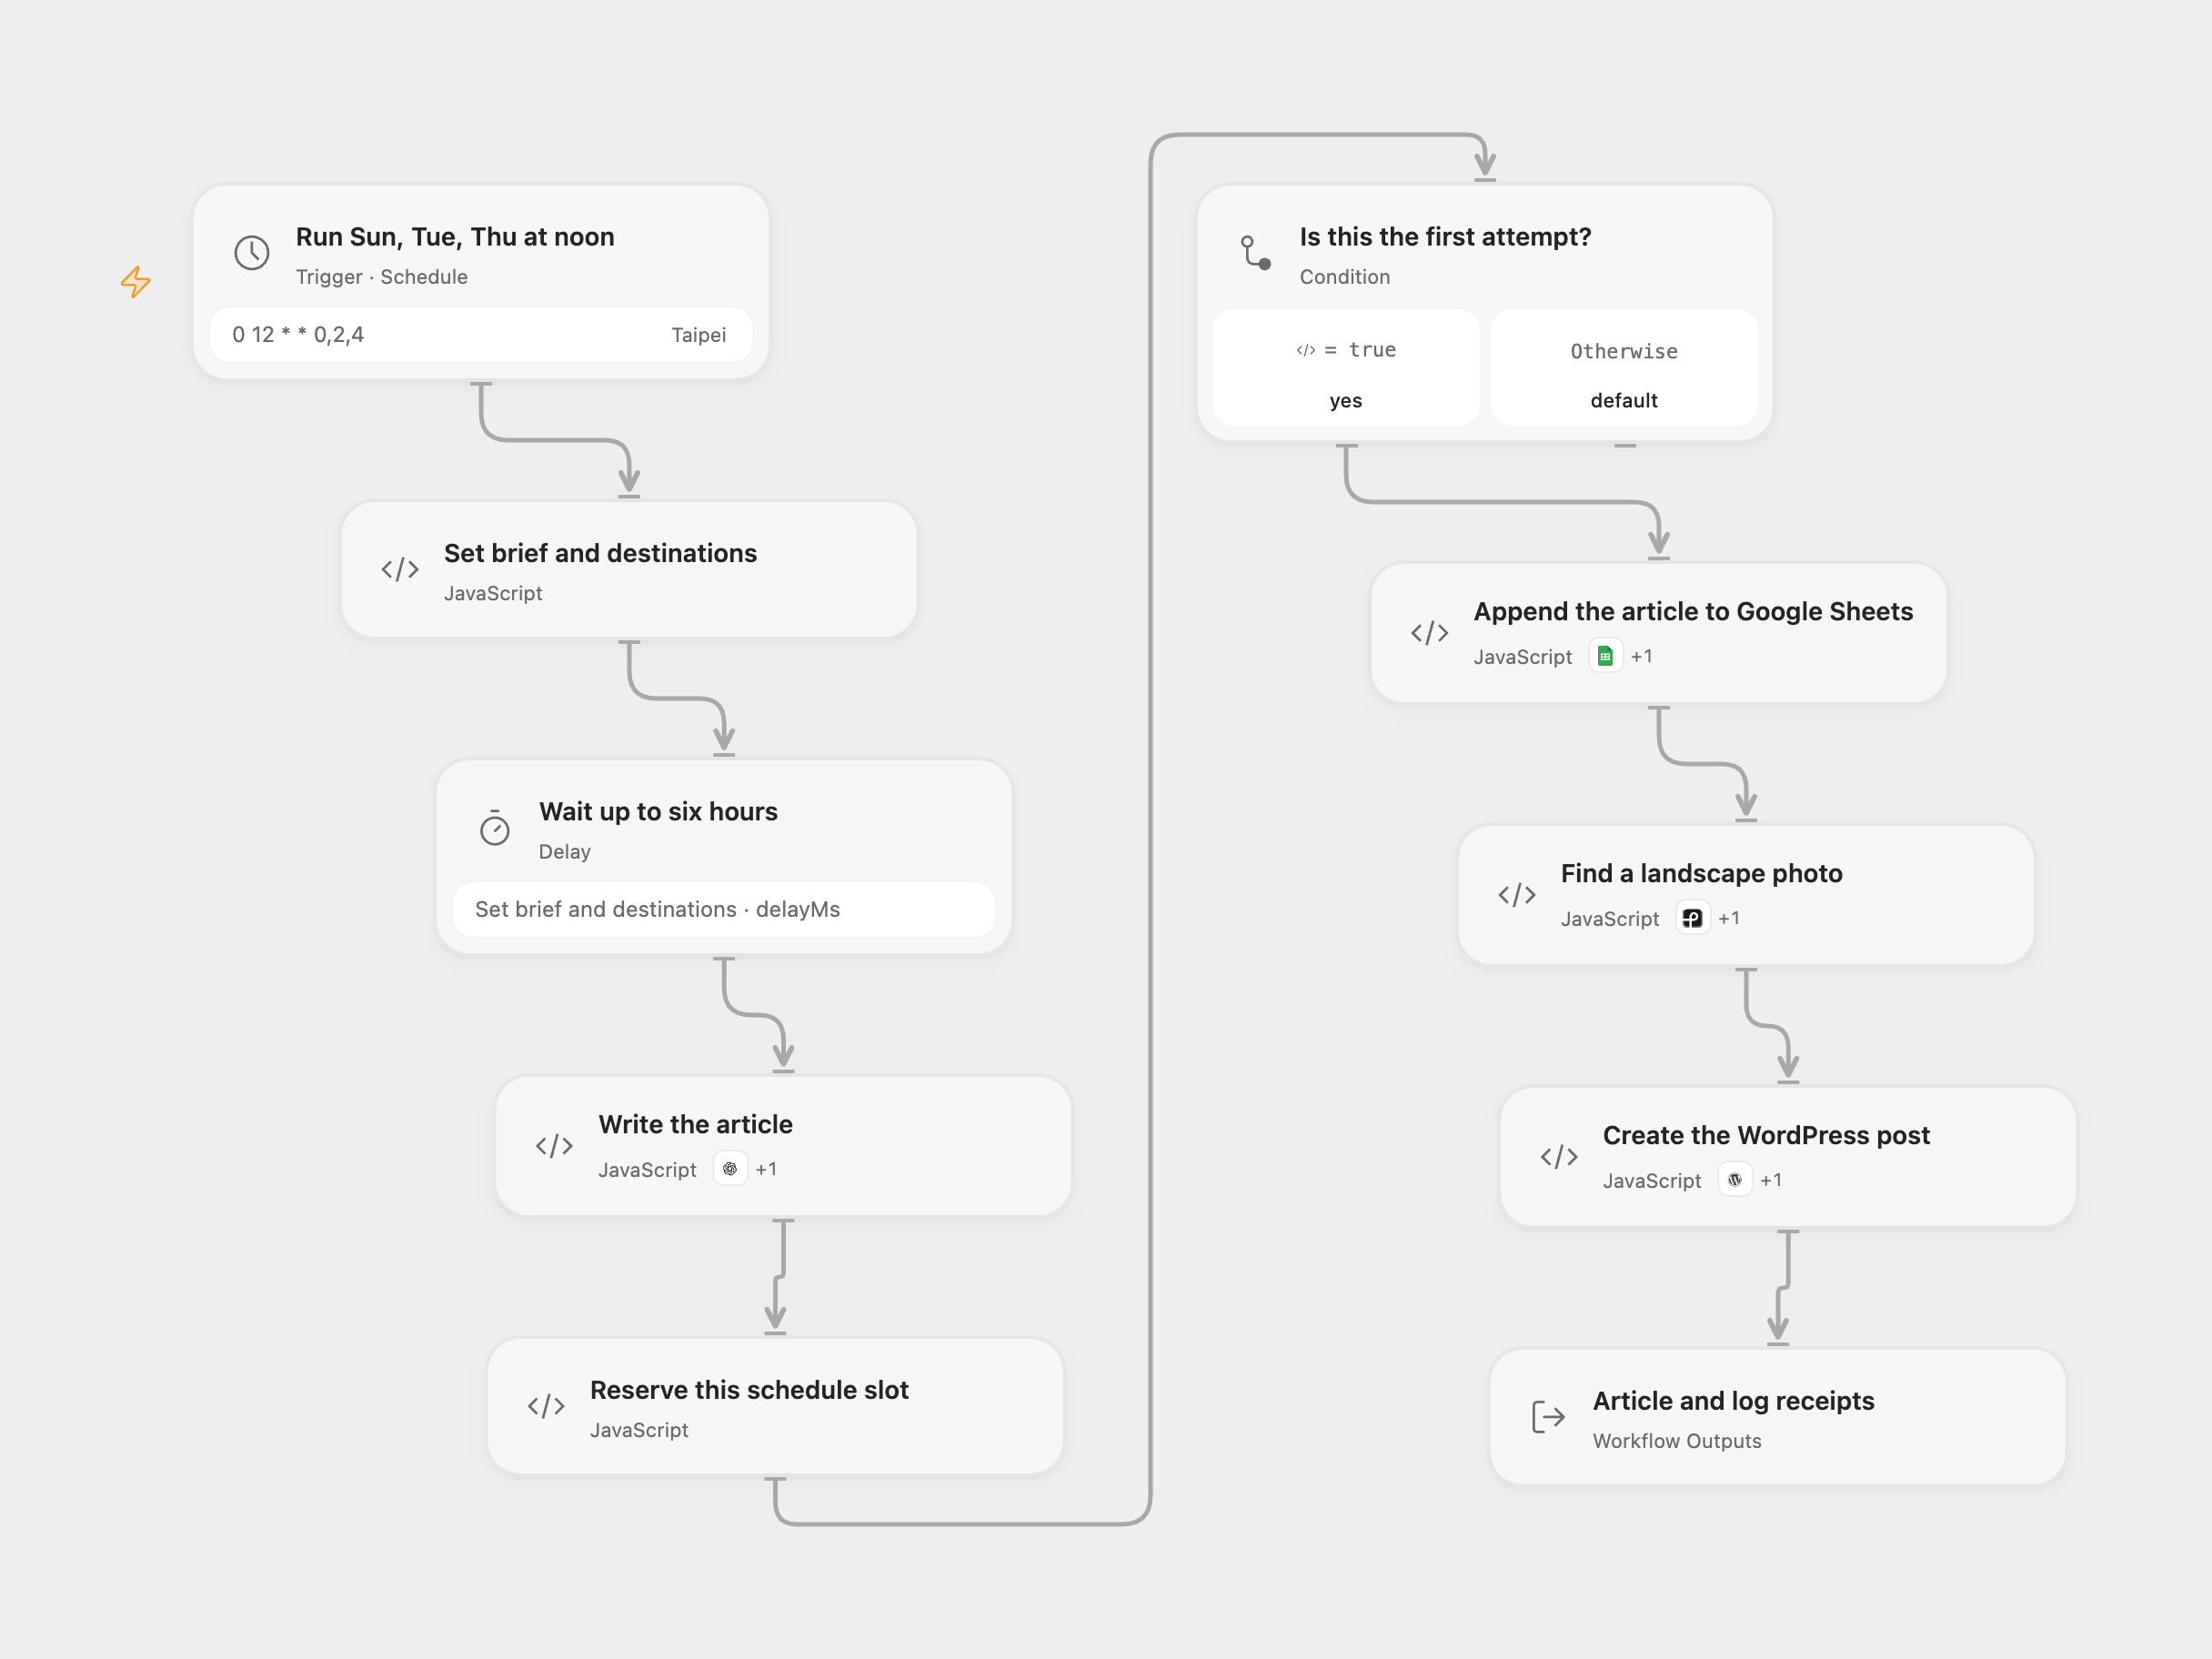 Run Sun, Tue, Thu at noon
Trigger · Schedule
0 12 * * 0,2,4
Taipei
Set brief and destinations
JavaScript
Wait up to six hours
Delay
Set brief and destinations · delayMs
Write the article
JavaScript +1
Reserve this schedule slot
JavaScript
Is this the first attempt?
Condition
</> = true
yes
Otherwise
default
Append the article to Google Sheets
JavaScript +1
Find a landscape photo
JavaScript +1
Create the WordPress post
JavaScript +1
Article and log receipts
Workflow Outputs